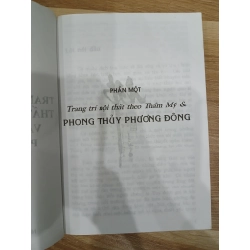 PHẦN MỘT
Trang trí nội thất theo Thẩm Mỹ &
PHONG THỦY PHƯƠNG ĐÔNG